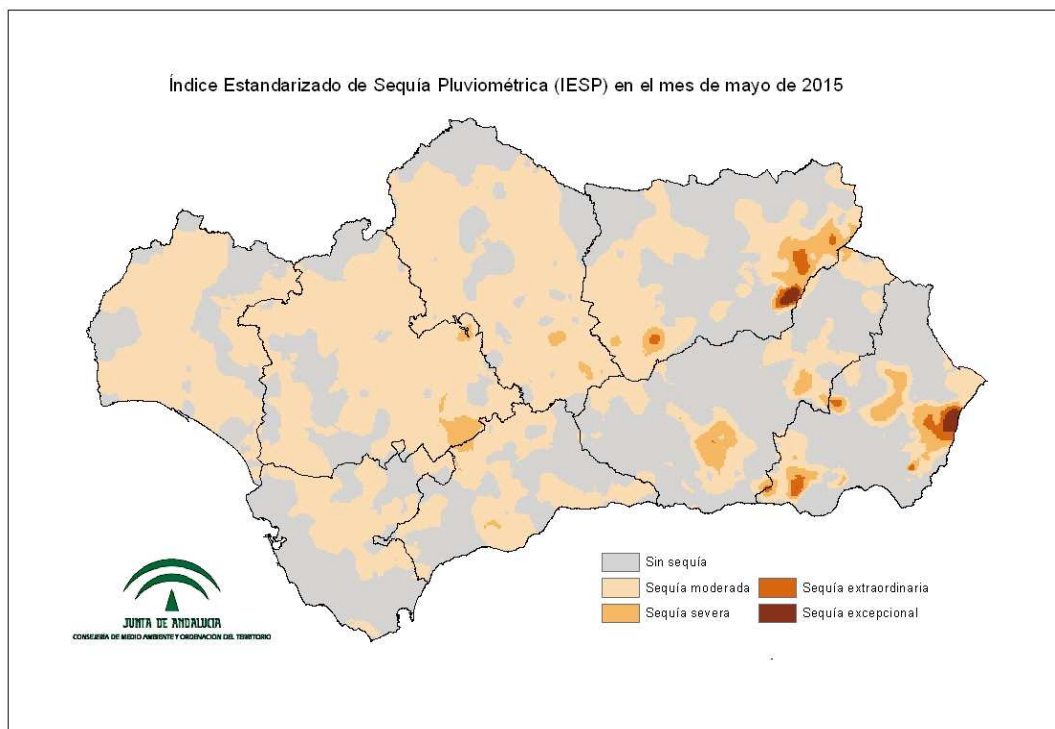 Índice Estandarizado de Sequía Pluviométrica (IESP) en el mes de mayo de 2015
Sin sequía
Sequía moderada
Sequía extraordinaria
Sequía severa
Sequía excepcional
JUNTA DE ANDALUCIA
CONSEJERÍA DE MEDIO AMBIENTE Y ORDENACIÓN DEL TERRITORIO